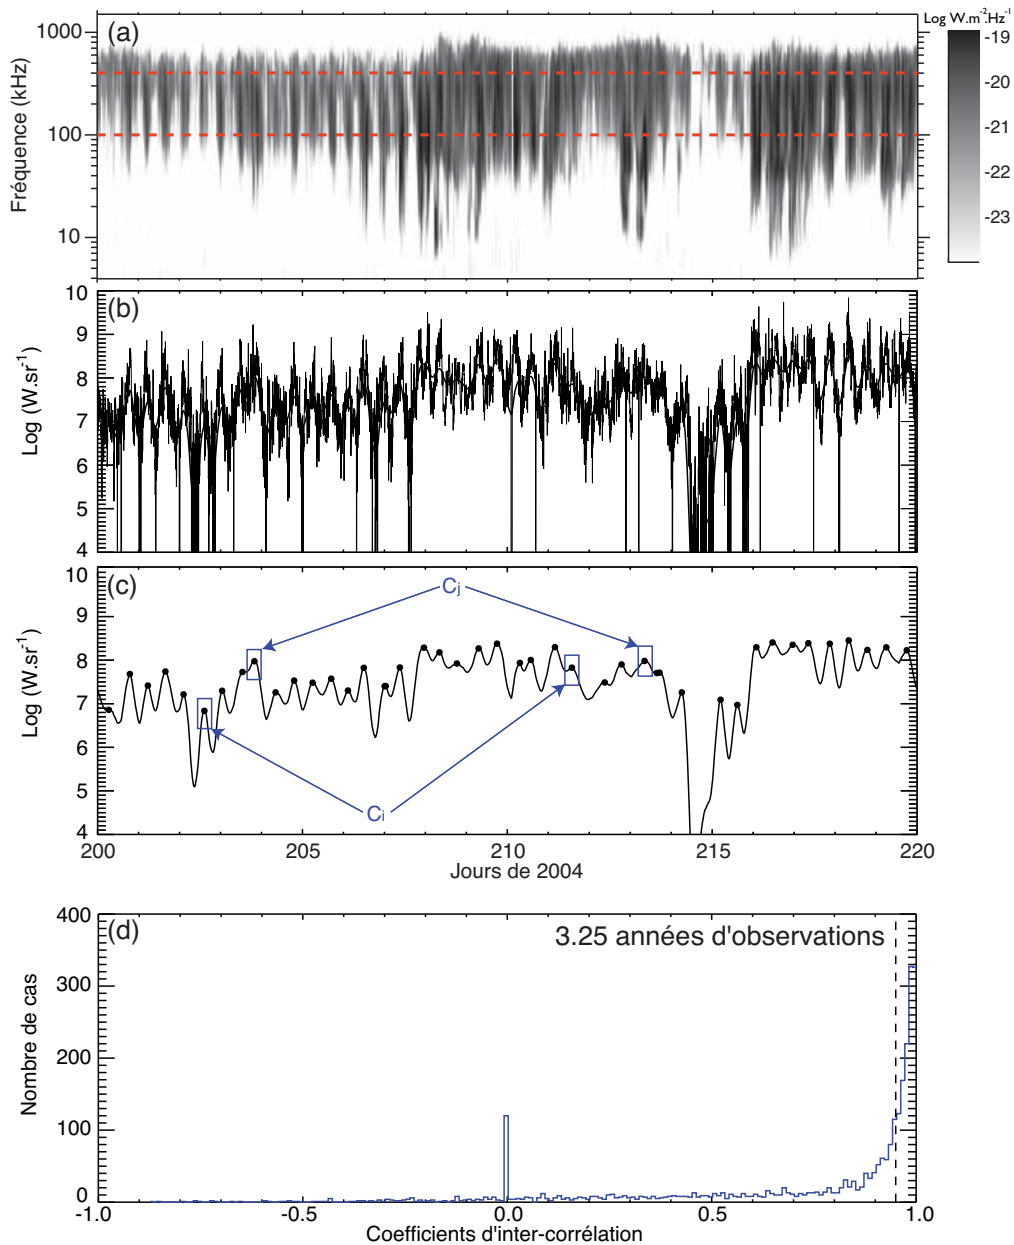 Log W.m-2.Hz-1
(a)
1000
100
10
Fréquence (kHz)
-19
-20
-21
-22
-23
(b)
10
9
8
7
6
5
4
Log (W.sr-1)
(c)
10
9
8
7
6
5
4
Log (W.sr-1)
Cj
Ci
200
205
210
215
220
Jours de 2004
(d)
3.25 années d'observations
400
300
200
100
0
Nombre de cas
-1.0
-0.5
0.0
0.5
1.0
Coefficients d'inter-corrélation